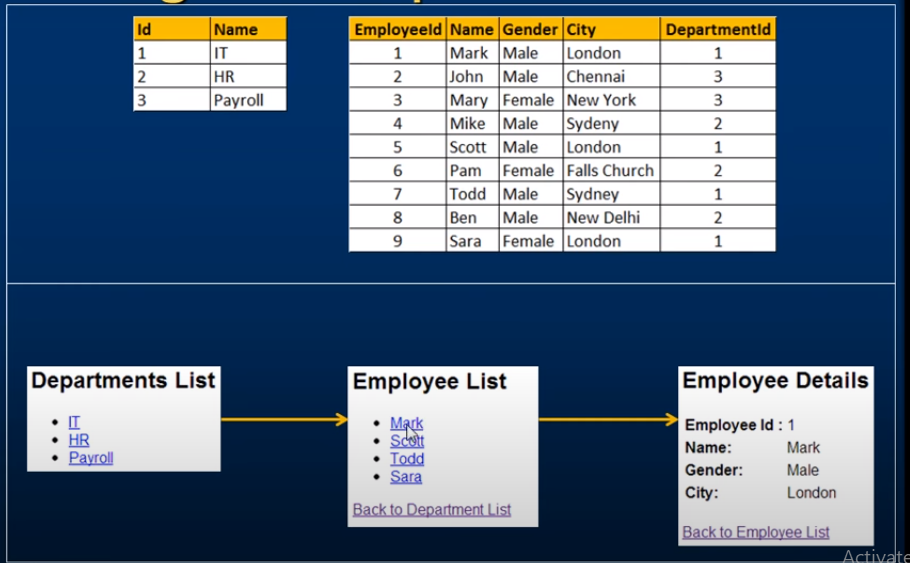 Id Name
1 IT
2 HR
3 Payroll
EmployeeId Name Gender City DepartmentId
1 Mark Male London 1
2 John Male Chennai 3
3 Mary Female New York 3
4 Mike Male Sydeny 2
5 Scott Male London 1
6 Pam Female Falls Church 2
7 Todd Male Sydney 1
8 Ben Male New Delhi 2
9 Sara Female London 1
Departments List
• IT
• HR
• Payroll
Employee List
• Mark
• Scott
• Todd
• Sara
Back to Department List
Employee Details
Employee Id : 1
Name: Mark
Gender: Male
City: London
Back to Employee List
Activate